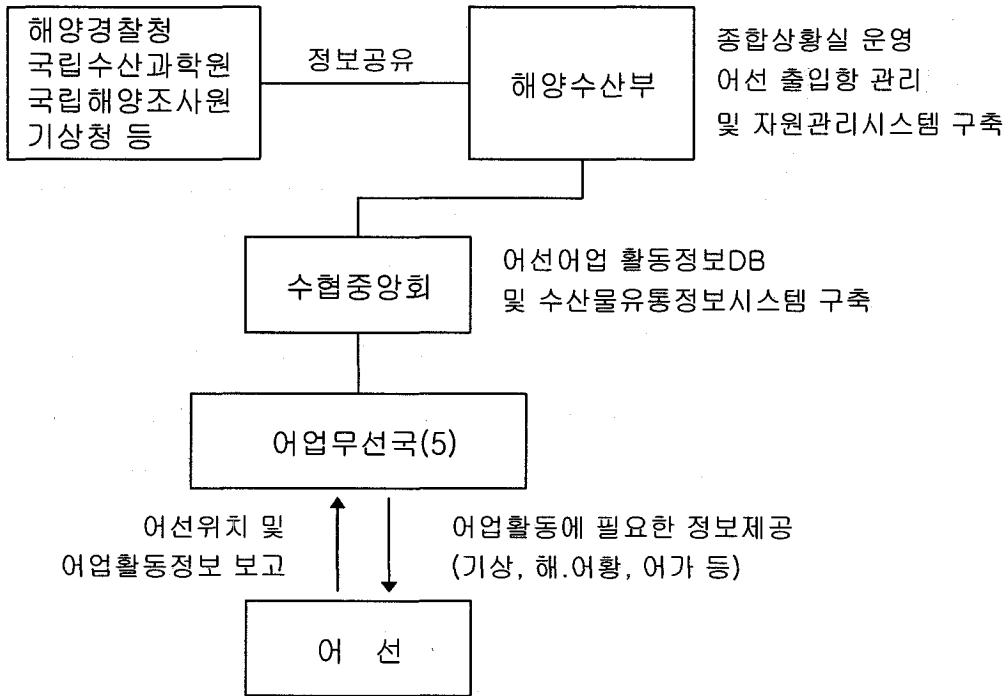 해양경찰청
국립수산과학원
국립해양조사원
기상청 등
정보공유
해양수산부
종합상황실 운영
어선 출입항 관리
및 자원관리시스템 구축
수협중앙회
어선어업 활동정보DB
및 수산물유통정보시스템 구축
어업무선국(5)
어선위치 및
어업활동정보 보고
어업활동에 필요한 정보제공
(기상, 해.어황, 어가 등)
어 선